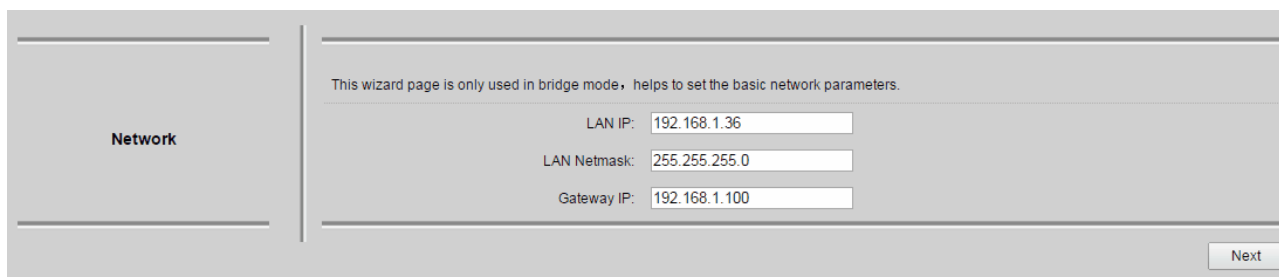 This wizard page is only used in bridge mode，helps to set the basic network parameters.
Network
LAN IP: 192.168.1.36
LAN Netmask: 255.255.255.0
Gateway IP: 192.168.1.100
Next